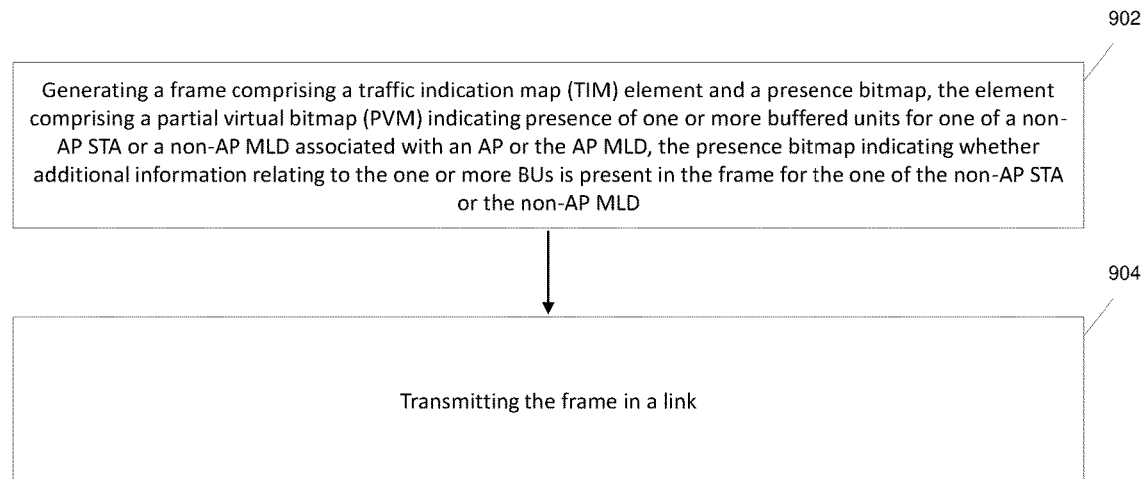 902
Generating a frame comprising a traffic indication map (TIM) element and a presence bitmap, the element
comprising a partial virtual bitmap (PVM) indicating presence of one or more buffered units for one of a non-
AP STA or a non-AP MLD associated with an AP or the AP MLD, the presence bitmap indicating whether
additional information relating to the one or more BUs is present in the frame for the one of the non-AP STA
or the non-AP MLD
904
Transmitting the frame in a link